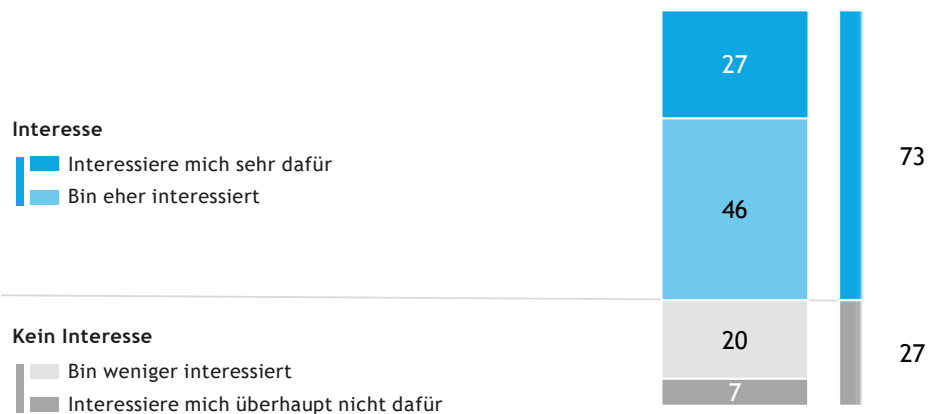 27
Interesse
Interessiere mich sehr dafür
73
Bin eher interessiert
46
Kein Interesse
20
27
Bin weniger interessiert
7
Interessiere mich überhaupt nicht dafür